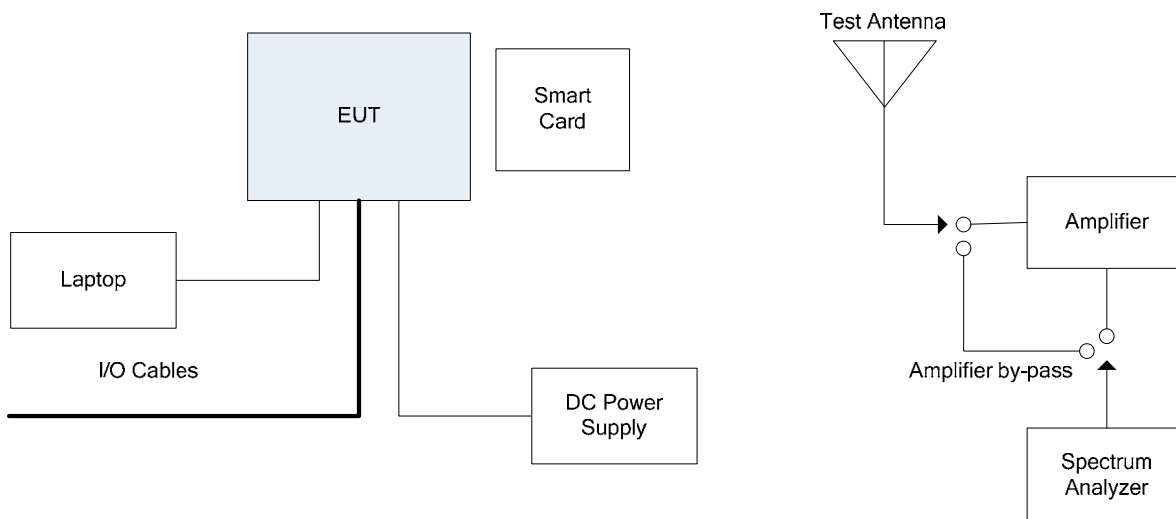 Test Antenna
EUT
Smart
Card
Amplifier
Laptop
I/O Cables
Amplifier by-pass
DC Power
Supply
Spectrum
Analyzer